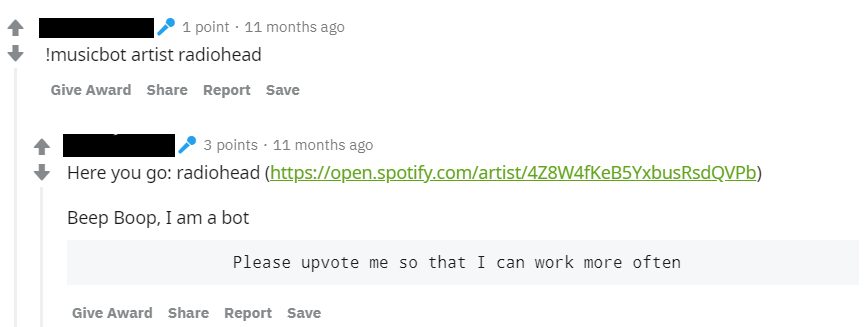 1 point · 11 months ago
!musicbot artist radiohead
Give Award Share Report Save
3 points · 11 months ago
Here you go: radiohead (https://open.spotify.com/artist/4Z8W4fKeB5YxbusRsdQVPb)
Beep Boop, I am a bot
Please upvote me so that I can work more often
Give Award Share Report Save